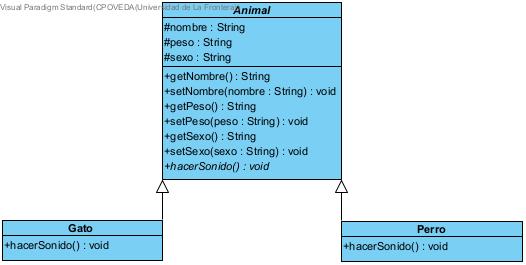 Visual Paradigm Standard(CPOVEDA(Universidad de La Frontera))
Animal
#nombre : String
#peso : String
#sexo : String
+getNombre() : String
+setNombre(nombre : String) : void
+getPeso() : String
+setPeso(peso : String) : void
+getSexo() : String
+setSexo(sexo : String) : void
+hacerSonido() : void
Gato
+hacerSonido() : void
Perro
+hacerSonido() : void